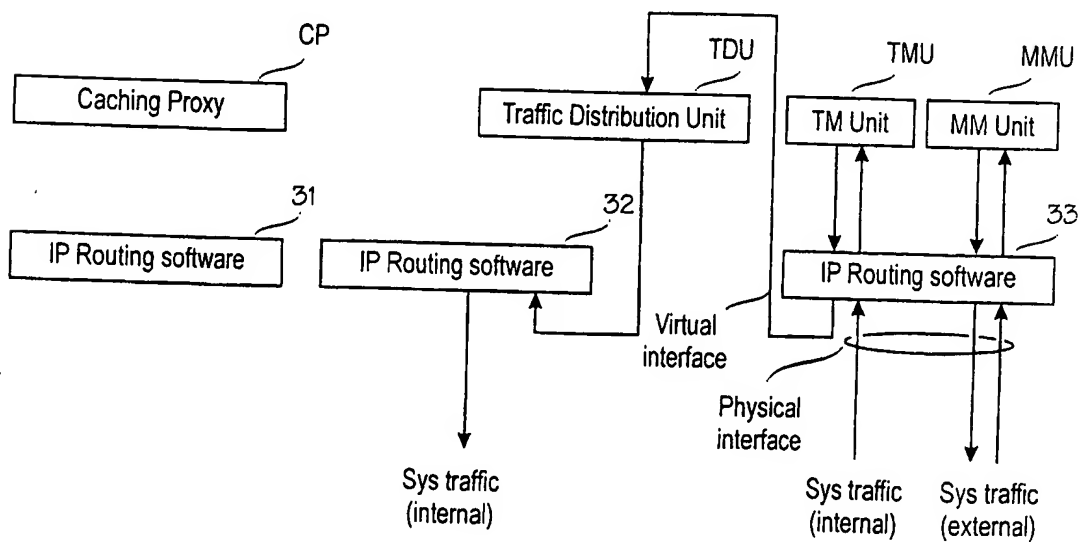 CP
TDU
TMU
MMU
Caching Proxy
Traffic Distribution Unit
TM Unit
MM Unit
31
32
33
IP Routing software
IP Routing software
IP Routing software
Virtual
interface
Physical
interface
Sys traffic
(internal)
Sys traffic
(internal)
Sys traffic
(external)